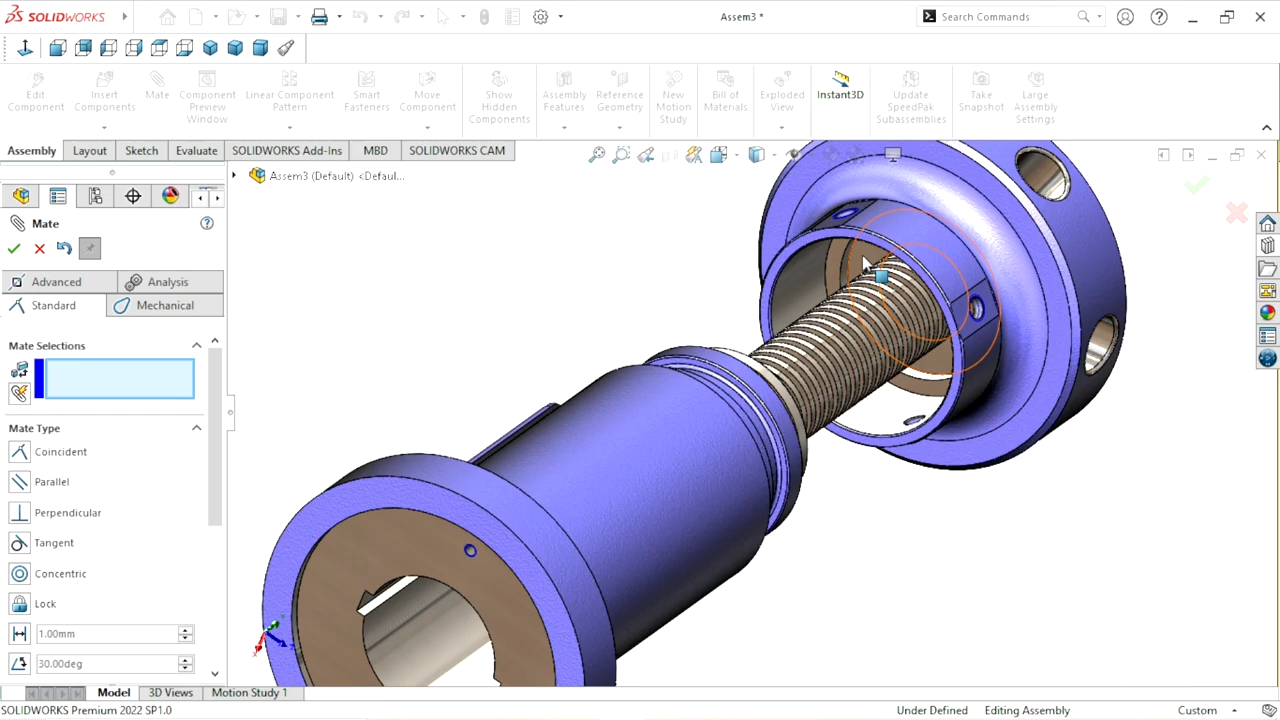 SOLIDWORKS
Assem3 *
Search Commands
Edit Component
Insert Components
Mate
Component Preview Window
Linear Component Pattern
Smart Fasteners
Move Component
Show Hidden Components
Assembly Features
Reference Geometry
New Motion Study
Bill of Materials
Exploded View
Instant3D
Update SpeedPak Subassemblies
Take Snapshot
Large Assembly Settings
Assembly
Layout
Sketch
Evaluate
SOLIDWORKS Add-Ins
MBD
SOLIDWORKS CAM
Assem3 (Default) <Defaul...
Mate
Advanced
Analysis
Standard
Mechanical
Mate Selections
Mate Type
Coincident
Parallel
Perpendicular
Tangent
Concentric
Lock
1.00mm
30.00deg
Model
3D Views
Motion Study 1
SOLIDWORKS Premium 2022 SP1.0
Under Defined
Editing Assembly
Custom